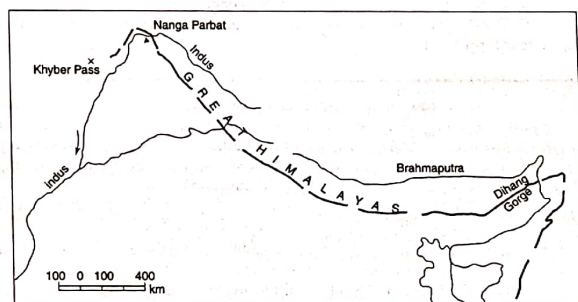 Nanga Parbat
Khyber Pass
Indus
GREAT HIMALAYAS
Brahmaputra
Dihang
Gorge
indus
100 0 100 400
km